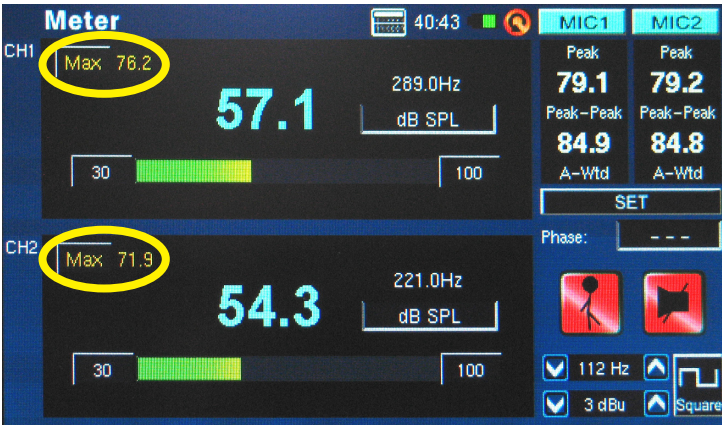 Meter
40:43
CH1
Max 76.2
57.1
289.0Hz
dB SPL
30
100
CH2
Max 71.9
54.3
221.0Hz
dB SPL
30
100
MIC1 MIC2
Peak Peak
79.1 79.2
Peak-Peak Peak-Peak
84.9 84.8
A-Wtd A-Wtd
SET
Phase: ---
112 Hz
3 dBu
Square